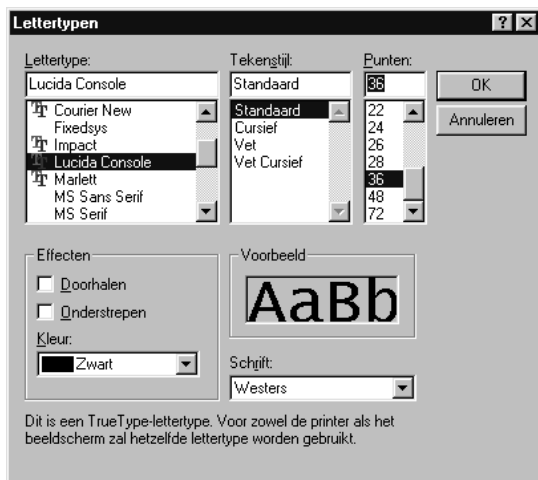 Lettertypen
Lettertype:
Tekenstijl:
Punten:
Lucida Console
Standaard
36
OK
Annuleren
Courier New
Fixedsys
Impact
Lucida Console
Marlett
MS Sans Serif
MS Serif
Standaard
Cursief
Vet
Vet Cursief
22
24
26
28
36
48
72
Effecten
Doorhalen
Onderstrepen
Kleur:
Zwart
Voorbeeld
AaBb
Schrift:
Westers
Dit is een TrueType-lettertype. Voor zowel de printer als het
beeldscherm zal hetzelfde lettertype worden gebruikt.